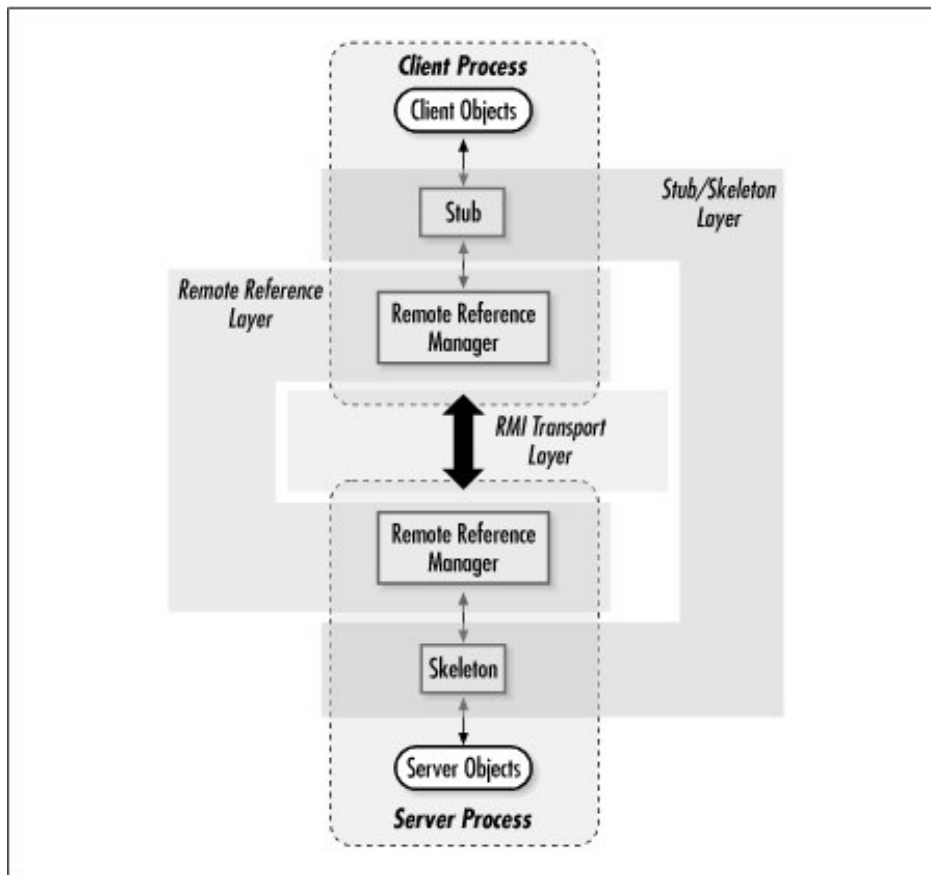 Client Process
Client Objects
Stub/Skeleton
Layer
Stub
Remote Reference
Layer
Remote Reference
Manager
RMI Transport
Layer
Remote Reference
Manager
Skeleton
Server Objects
Server Process